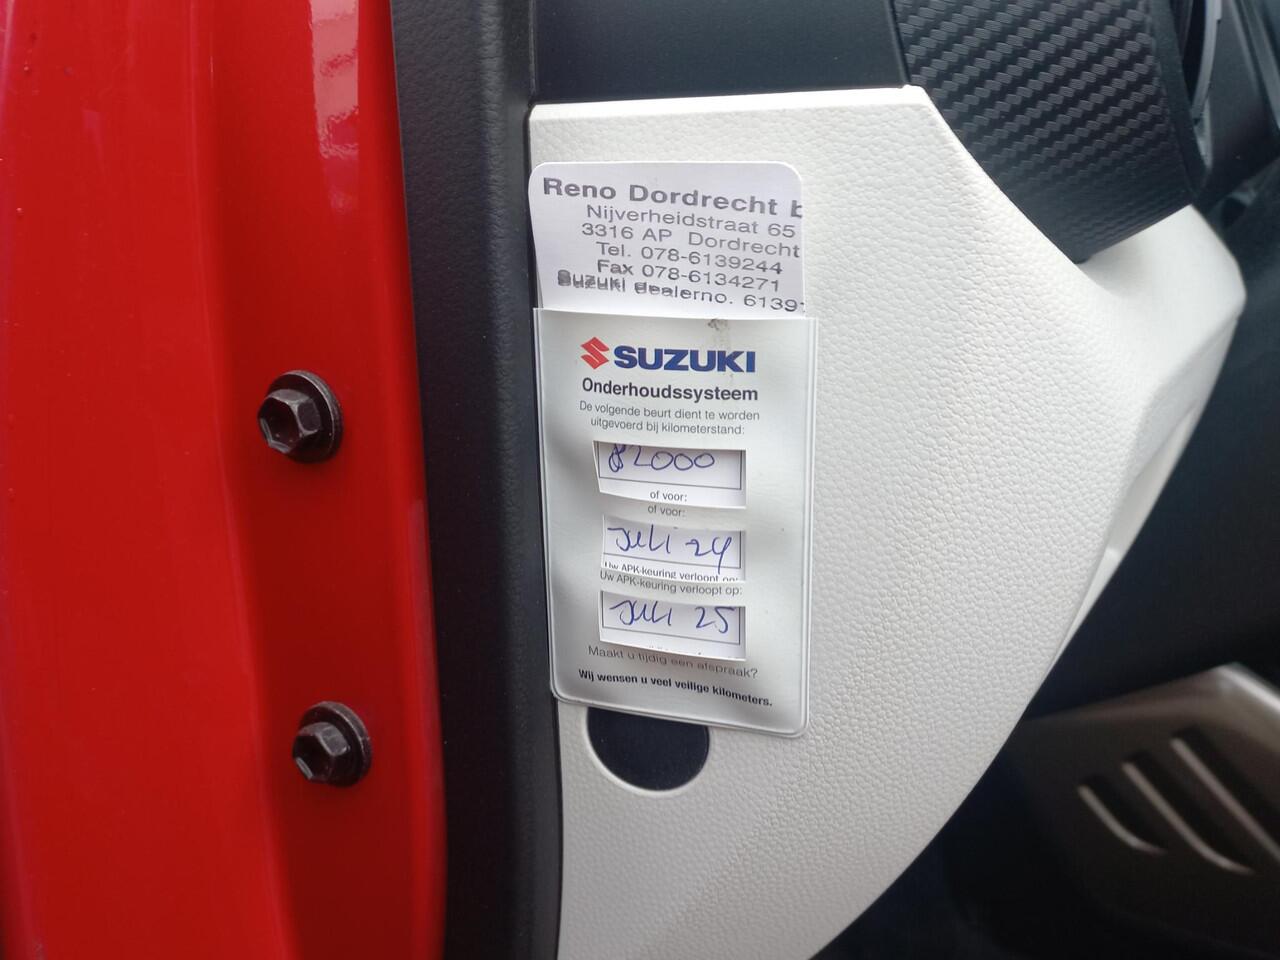 Reno Dordrecht b
Nijverheidstraat 65
3316 AP Dordrecht
Tel. 078-6139244
Fax 078-6134271
Suzuki dealerno. 6139
SUZUKI
Onderhoudssysteem
De volgende beurt dient te worden
uitgevoerd bij kilometerstand:
82000
of voor:
of voor:
Juli 24
Uw APK-keuring verloopt op:
Uw APK-keuring verloopt op:
Juli 25
Maakt u tijdig een afspraak?
Wij wensen u veel veilige kilometers.